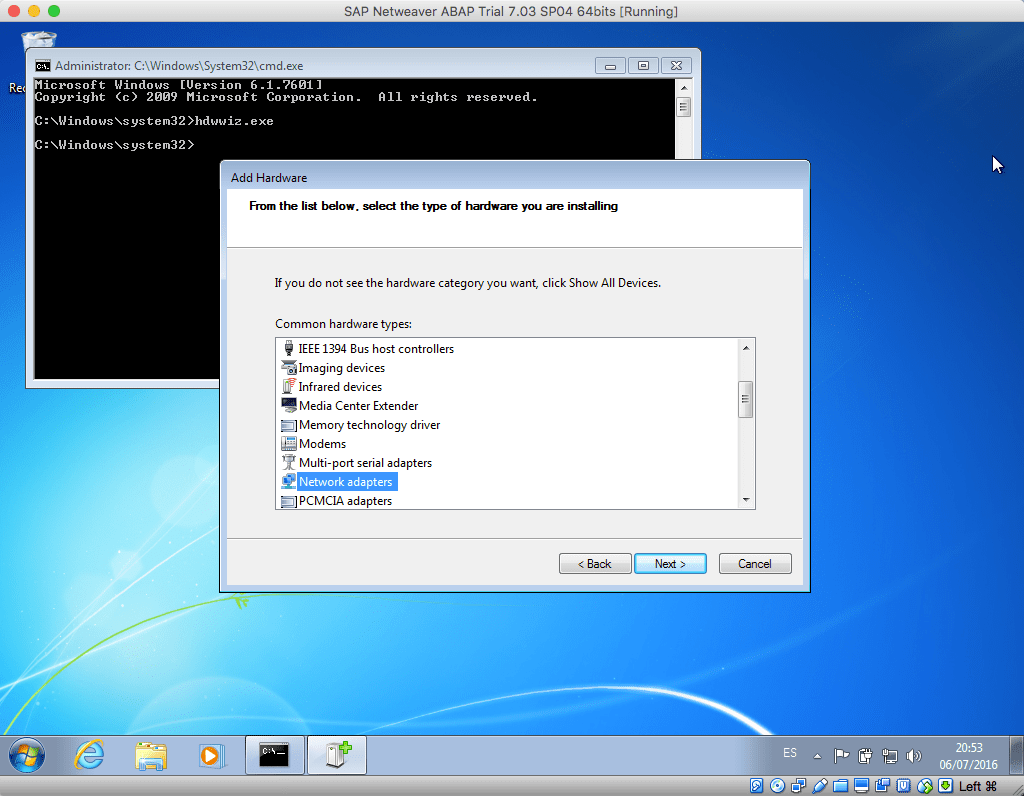 SAP Netweaver ABAP Trial 7.03 SP04 64bits [Running]
Rec
Administrator: C:\Windows\System32\cmd.exe
Microsoft Windows [Version 6.1.7601]
Copyright (c) 2009 Microsoft Corporation.  All rights reserved.
C:\Windows\system32>hdwwiz.exe
C:\Windows\system32>
Add Hardware
From the list below, select the type of hardware you are installing
If you do not see the hardware category you want, click Show All Devices.
Common hardware types:
IEEE 1394 Bus host controllers
Imaging devices
Infrared devices
Media Center Extender
Memory technology driver
Modems
Multi-port serial adapters
Network adapters
PCMCIA adapters
< Back
Next >
Cancel
C:\_
ES
20:53
06/07/2016
Left ⌘